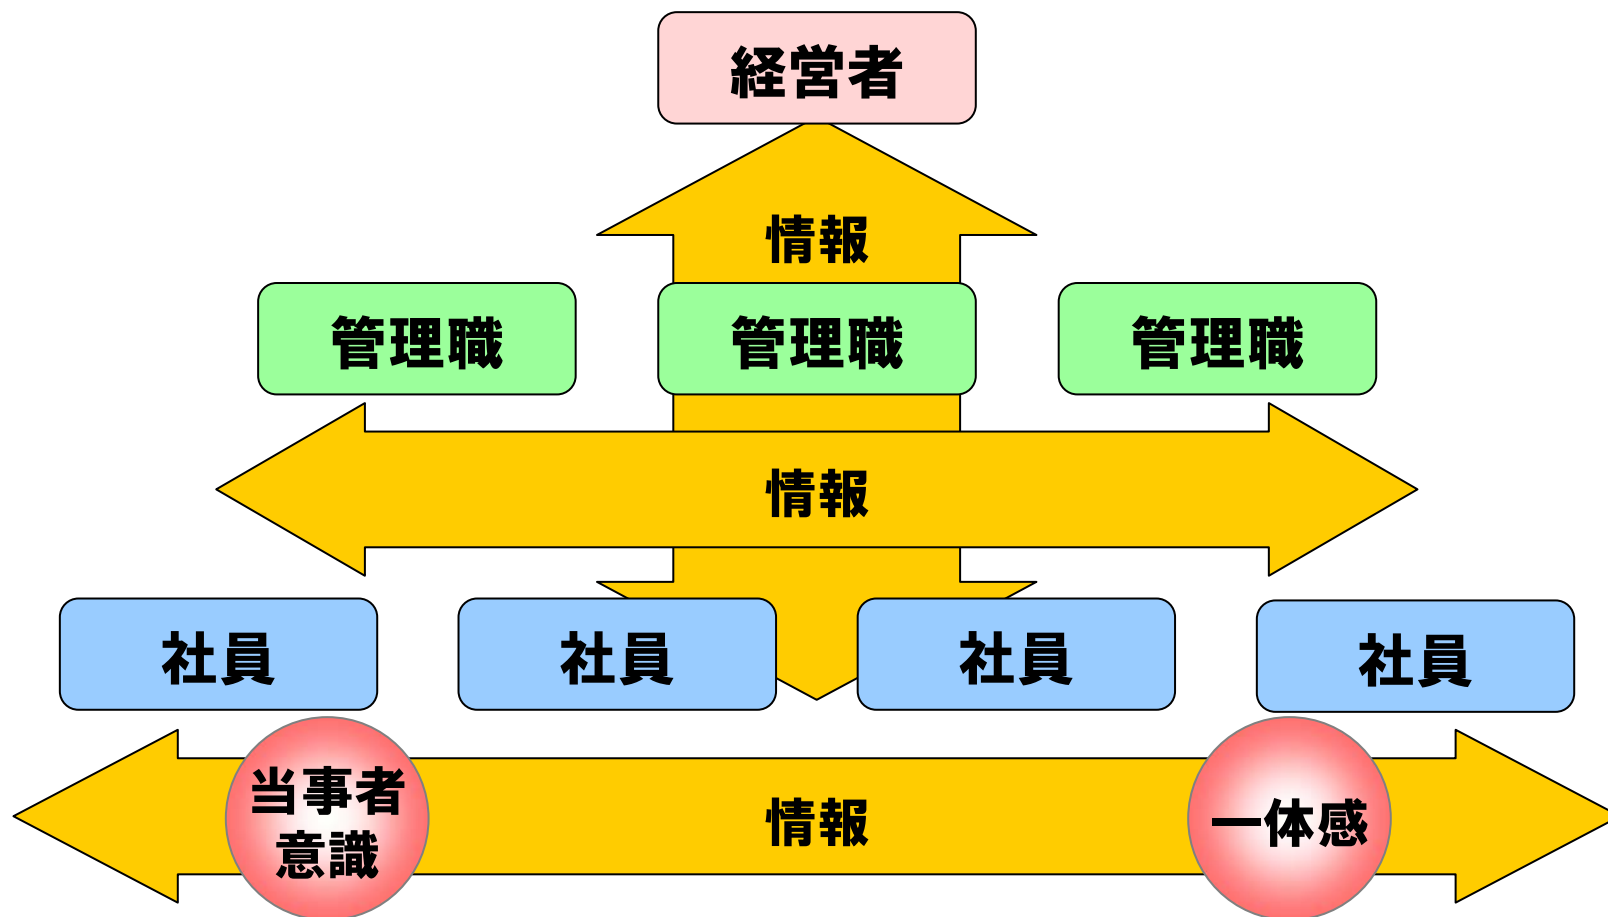 経営者
情報
管理職
管理職
管理職
情報
社員
社員
社員
社員
当事者
意識
情報
一体感